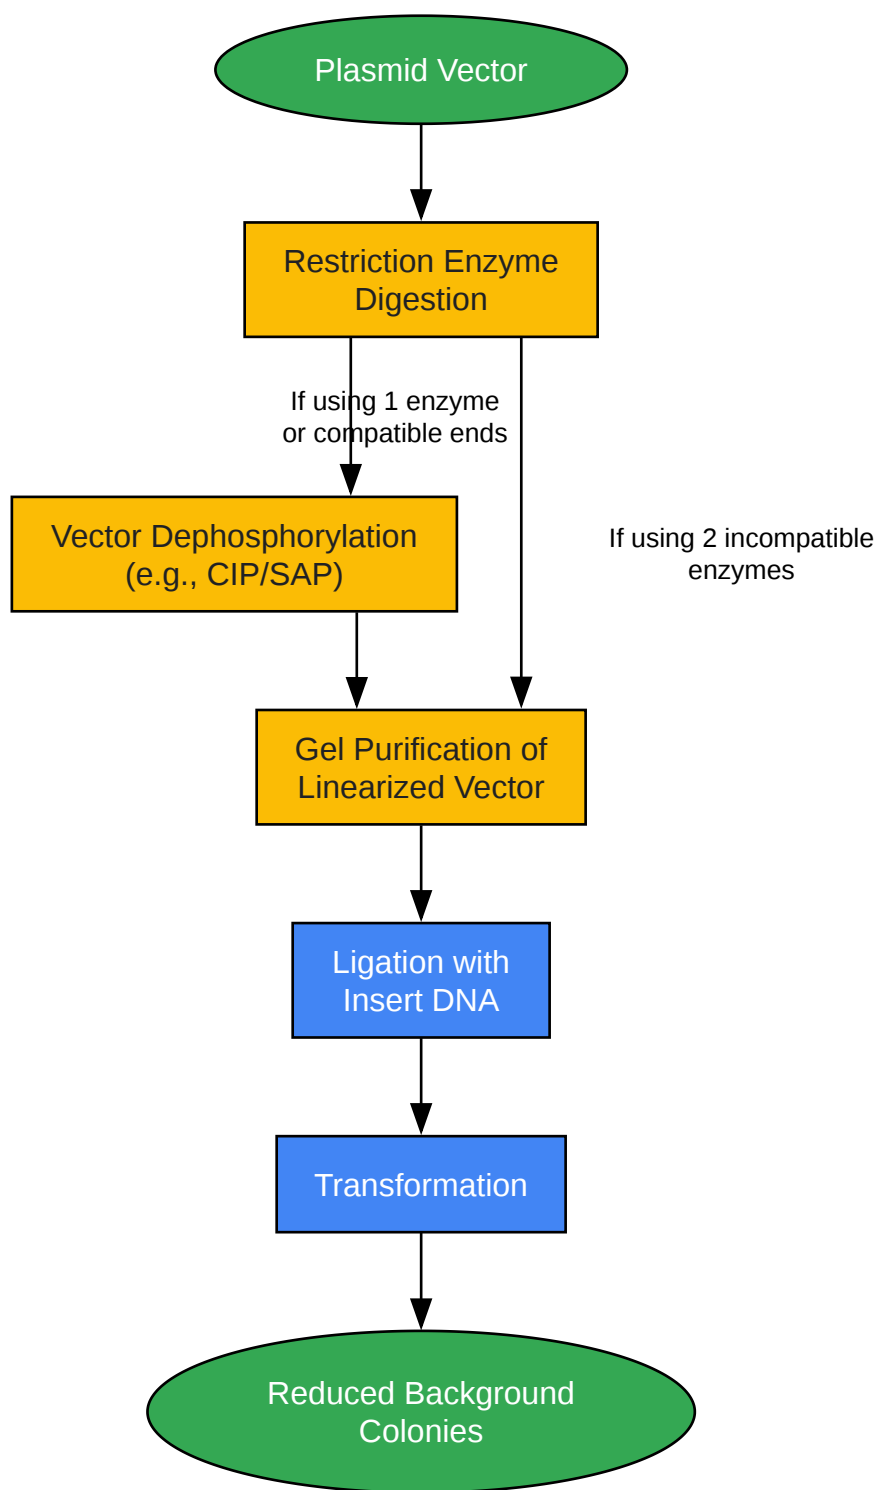 Plasmid Vector
Restriction Enzyme
Digestion
If using 1 enzyme
or compatible ends
Vector Dephosphorylation
(e.g., CIP/SAP)
If using 2 incompatible
enzymes
Gel Purification of
Linearized Vector
Ligation with
Insert DNA
Transformation
Reduced Background
Colonies